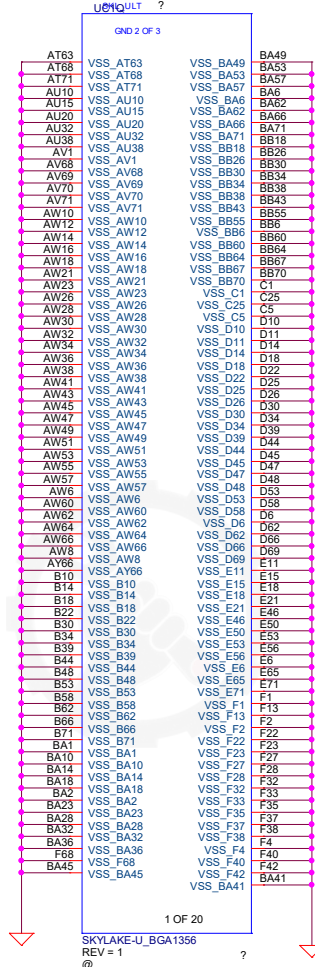 UC1Q
SKL_ULT ?
GND 2 OF 3
AT63 VSS_AT63 VSS_BA49 BA49
AT68 VSS_AT68 VSS_BA53 BA53
AT71 VSS_AT71 VSS_BA57 BA57
AU10 VSS_AU10 VSS_BA6 BA6
AU15 VSS_AU15 VSS_BA62 BA62
AU20 VSS_AU20 VSS_BA66 BA66
AU32 VSS_AU32 VSS_BA71 BA71
AU38 VSS_AU38 VSS_BB18 BB18
AV1 VSS_AV1 VSS_BB26 BB26
AV68 VSS_AV68 VSS_BB30 BB30
AV69 VSS_AV69 VSS_BB34 BB34
AV70 VSS_AV70 VSS_BB38 BB38
AV71 VSS_AV71 VSS_BB43 BB43
AW10 VSS_AW10 VSS_BB55 BB55
AW12 VSS_AW12 VSS_BB6 BB6
AW14 VSS_AW14 VSS_BB60 BB60
AW16 VSS_AW16 VSS_BB64 BB64
AW18 VSS_AW18 VSS_BB67 BB67
AW21 VSS_AW21 VSS_BB70 BB70
AW23 VSS_AW23 VSS_C1 C1
AW26 VSS_AW26 VSS_C25 C25
AW28 VSS_AW28 VSS_C5 C5
AW30 VSS_AW30 VSS_D10 D10
AW32 VSS_AW32 VSS_D11 D11
AW34 VSS_AW34 VSS_D14 D14
AW36 VSS_AW36 VSS_D18 D18
AW38 VSS_AW38 VSS_D22 D22
AW41 VSS_AW41 VSS_D25 D25
AW43 VSS_AW43 VSS_D26 D26
AW45 VSS_AW45 VSS_D30 D30
AW47 VSS_AW47 VSS_D34 D34
AW49 VSS_AW49 VSS_D39 D39
AW51 VSS_AW51 VSS_D44 D44
AW53 VSS_AW53 VSS_D45 D45
AW55 VSS_AW55 VSS_D47 D47
AW57 VSS_AW57 VSS_D48 D48
AW6 VSS_AW6 VSS_D53 D53
AW60 VSS_AW60 VSS_D58 D58
AW62 VSS_AW62 VSS_D6 D6
AW64 VSS_AW64 VSS_D62 D62
AW66 VSS_AW66 VSS_D66 D66
AW8 VSS_AW8 VSS_D69 D69
AY66 VSS_AY66 VSS_E11 E11
B10 VSS_B10 VSS_E15 E15
B14 VSS_B14 VSS_E18 E18
B18 VSS_B18 VSS_E21 E21
B22 VSS_B22 VSS_E46 E46
B30 VSS_B30 VSS_E50 E50
B34 VSS_B34 VSS_E53 E53
B39 VSS_B39 VSS_E56 E56
B44 VSS_B44 VSS_E6 E6
B48 VSS_B48 VSS_E65 E65
B53 VSS_B53 VSS_E71 E71
B58 VSS_B58 VSS_F1 F1
B62 VSS_B62 VSS_F13 F13
B66 VSS_B66 VSS_F2 F2
B71 VSS_B71 VSS_F22 F22
BA1 VSS_BA1 VSS_F23 F23
BA10 VSS_BA10 VSS_F27 F27
BA14 VSS_BA14 VSS_F28 F28
BA18 VSS_BA18 VSS_F32 F32
BA2 VSS_BA2 VSS_F33 F33
BA23 VSS_BA23 VSS_F35 F35
BA28 VSS_BA28 VSS_F37 F37
BA32 VSS_BA32 VSS_F38 F38
BA36 VSS_BA36 VSS_F4 F4
F68 VSS_F68 VSS_F40 F40
BA45 VSS_BA45 VSS_F42 F42
VSS_BA41 BA41
1 OF 20
SKYLAKE-U_BGA1356
REV = 1 ?
@